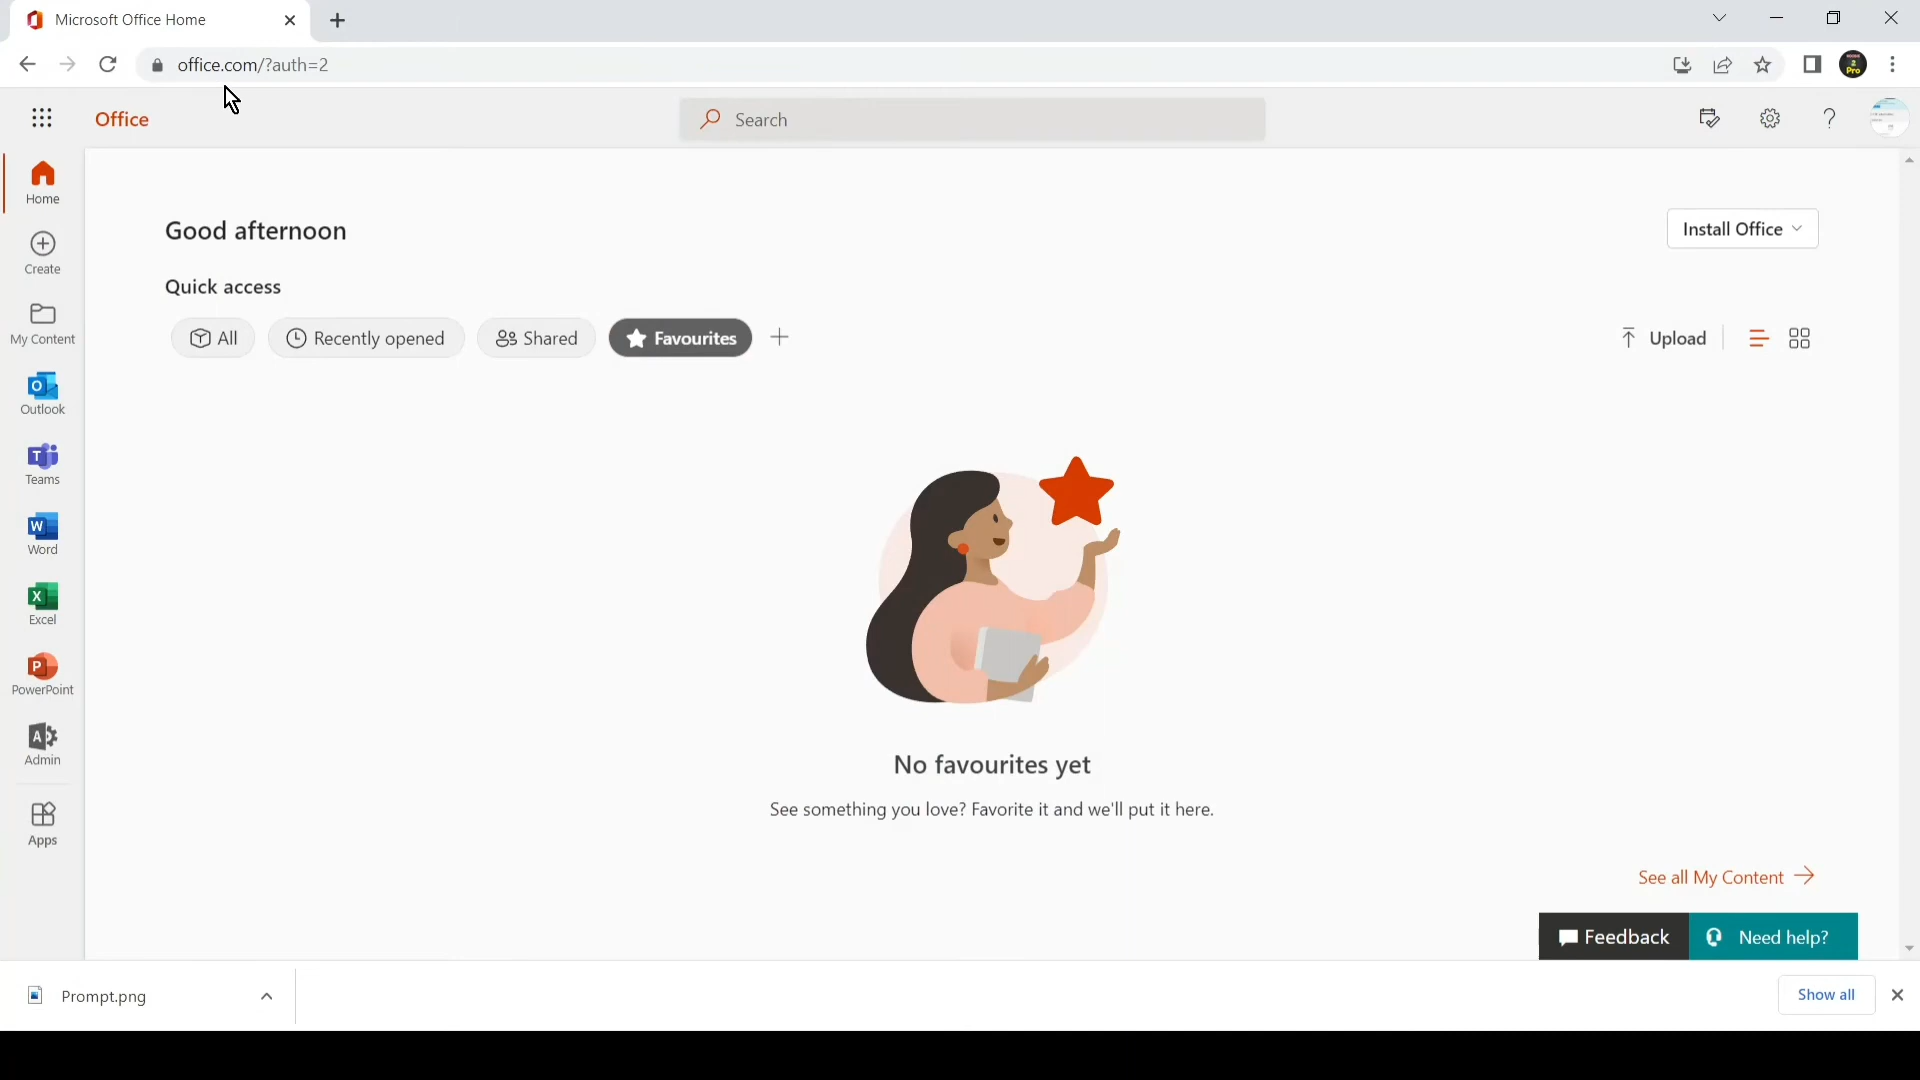 Microsoft Office Home
office.com/?auth=2
Office
Search
Home
Create
My Content
Outlook
Teams
Word
Excel
PowerPoint
Admin
Apps
Good afternoon
Install Office
Quick access
All
Recently opened
Shared
Favourites
Upload
No favourites yet
See something you love? Favorite it and we'll put it here.
See all My Content
Feedback
Need help?
Prompt.png
Show all